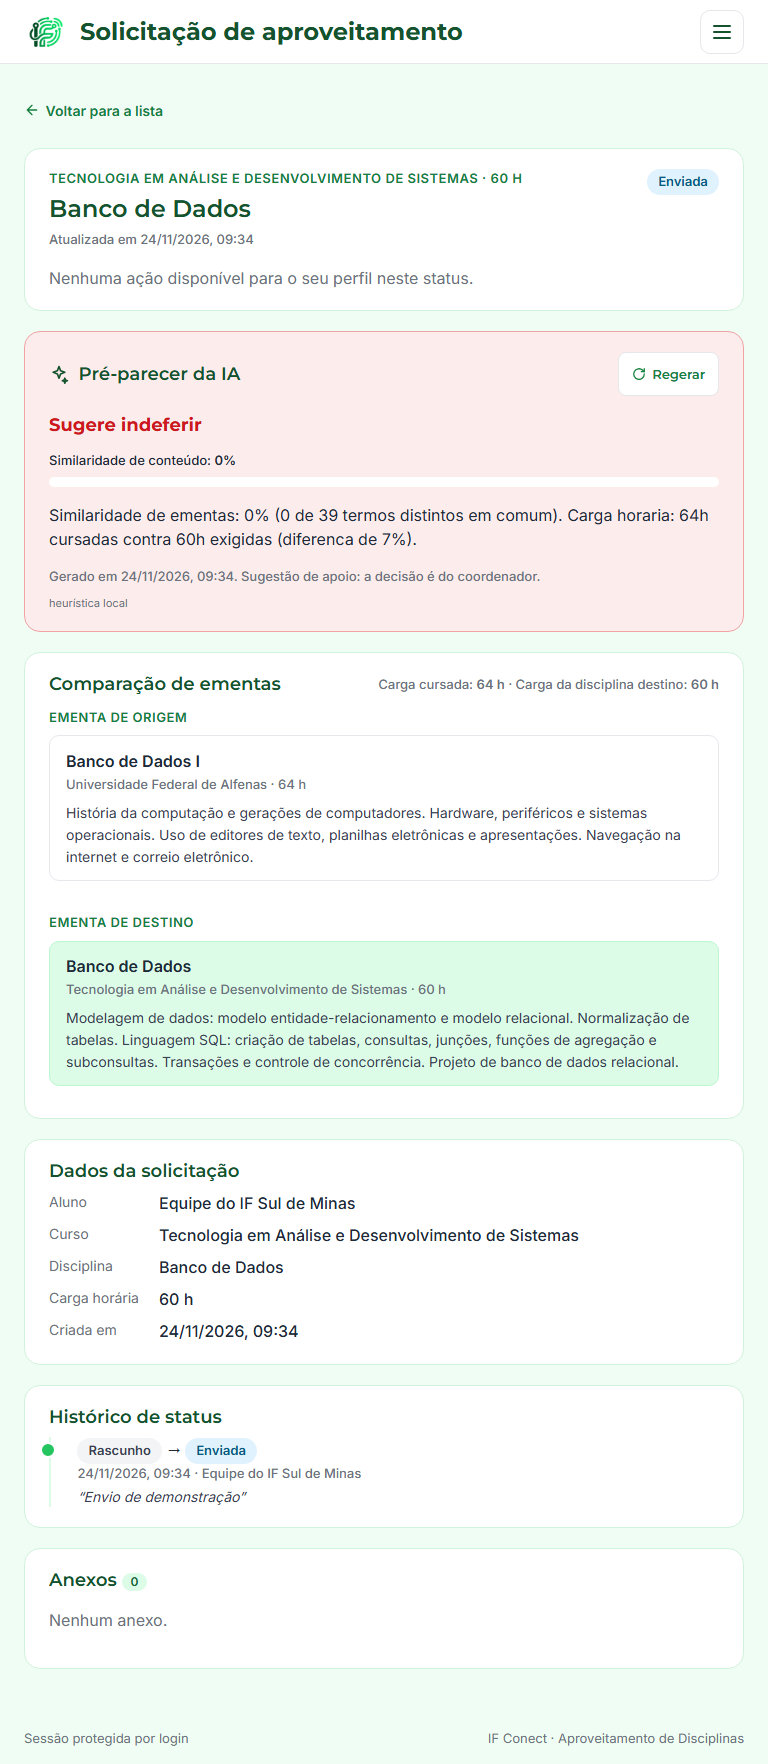 Solicitação de aproveitamento
← Voltar para a lista
TECNOLOGIA EM ANÁLISE E DESENVOLVIMENTO DE SISTEMAS · 60 H
Enviada
Banco de Dados
Atualizada em 24/11/2026, 09:34
Nenhuma ação disponível para o seu perfil neste status.
Pré-parecer da IA
Regerar
Sugere indeferir
Similaridade de conteúdo: 0%
Similaridade de ementas: 0% (0 de 39 termos distintos em comum). Carga horaria: 64h
cursadas contra 60h exigidas (diferenca de 7%).
Gerado em 24/11/2026, 09:34. Sugestão de apoio: a decisão é do coordenador.
heurística local
Comparação de ementas
Carga cursada: 64 h · Carga da disciplina destino: 60 h
EMENTA DE ORIGEM
Banco de Dados I
Universidade Federal de Alfenas · 64 h
História da computação e gerações de computadores. Hardware, periféricos e sistemas
operacionais. Uso de editores de texto, planilhas eletrônicas e apresentações. Navegação na
internet e correio eletrônico.
EMENTA DE DESTINO
Banco de Dados
Tecnologia em Análise e Desenvolvimento de Sistemas · 60 h
Modelagem de dados: modelo entidade-relacionamento e modelo relacional. Normalização de
tabelas. Linguagem SQL: criação de tabelas, consultas, junções, funções de agregação e
subconsultas. Transações e controle de concorrência. Projeto de banco de dados relacional.
Dados da solicitação
Aluno Equipe do IF Sul de Minas
Curso Tecnologia em Análise e Desenvolvimento de Sistemas
Disciplina Banco de Dados
Carga horária 60 h
Criada em 24/11/2026, 09:34
Histórico de status
Rascunho → Enviada
24/11/2026, 09:34 · Equipe do IF Sul de Minas
“Envio de demonstração”
Anexos 0
Nenhum anexo.
Sessão protegida por login
IF Conect · Aproveitamento de Disciplinas